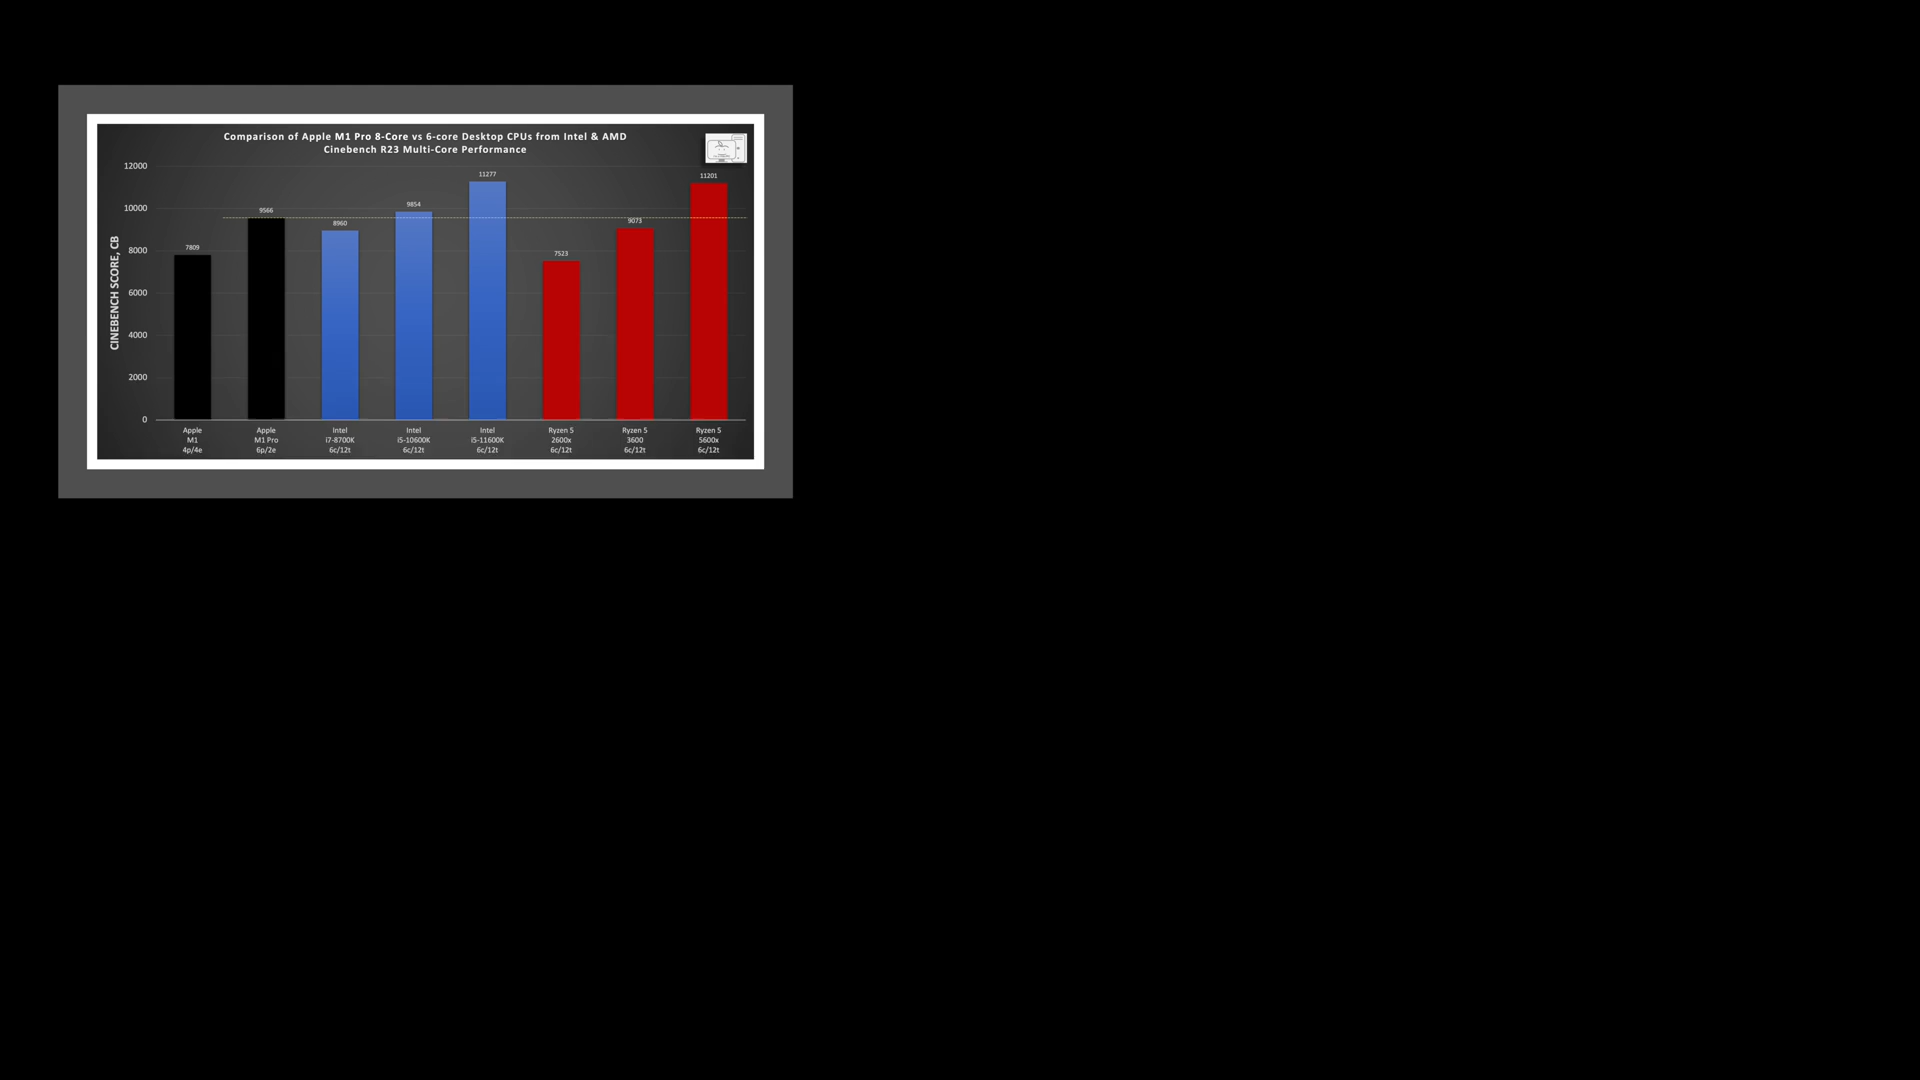 Comparison of Apple M1 Pro 8-Core vs 6-core Desktop CPUs from Intel & AMD
Cinebench R23 Multi-Core Performance
CINEBENCH SCORE, CB
12000
10000
8000
6000
4000
2000
0
7809
9566
8960
9854
11277
7523
9073
11201
Apple
M1
4p/4e
Apple
M1 Pro
6p/2e
Intel
i7-8700K
6c/12t
Intel
i5-10600K
6c/12t
Intel
i5-11600K
6c/12t
Ryzen 5
2600x
6c/12t
Ryzen 5
3600
6c/12t
Ryzen 5
5600x
6c/12t